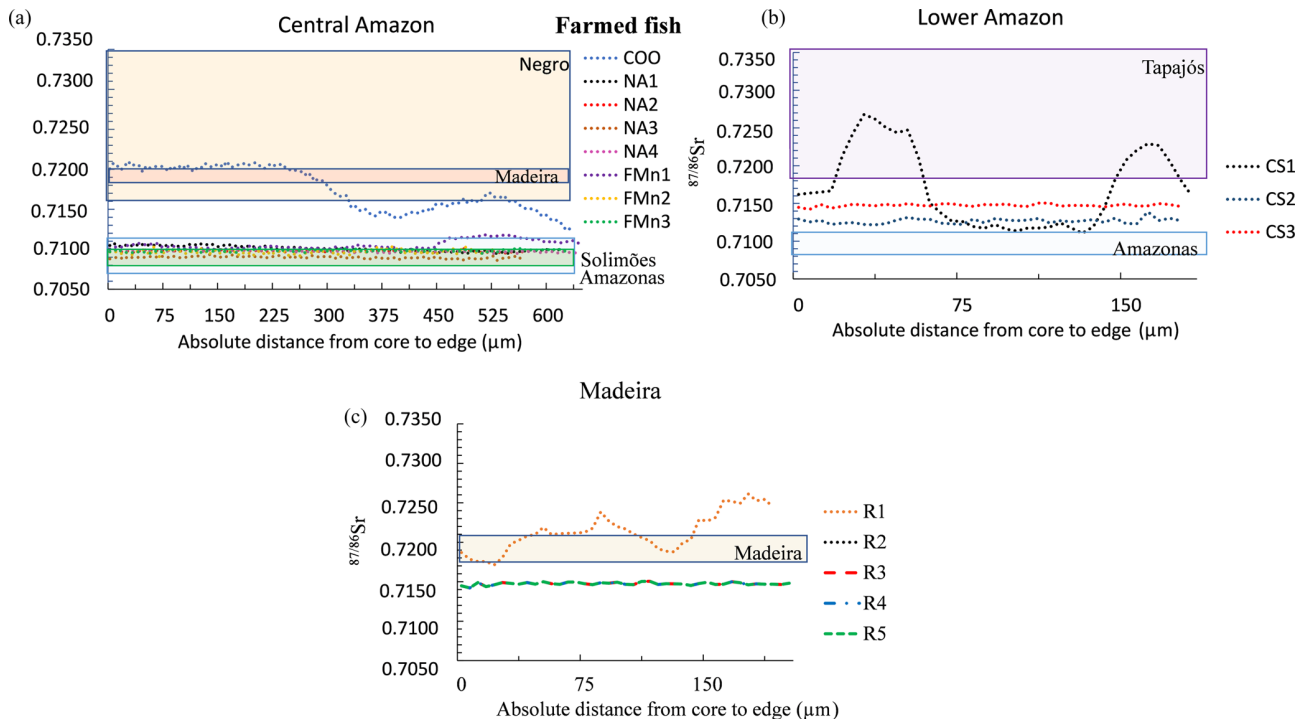 (a)
Central Amazon
Farmed fish
0.7350
0.7300
0.7250
0.7200
0.7150
0.7100
0.7050
Negro
Madeira
Solimões
Amazonas
0 75 150 225 300 375 450 525 600
Absolute distance from core to edge (μm)
COO
NA1
NA2
NA3
NA4
FMn1
FMn2
FMn3
(b)
Lower Amazon
87/86Sr
0.7350
0.7300
0.7250
0.7200
0.7150
0.7100
0.7050
Tapajós
Amazonas
0 75 150
Absolute distance from core to edge (μm)
CS1
CS2
CS3
Madeira
(c)
87/86Sr
0.7350
0.7300
0.7250
0.7200
0.7150
0.7100
0.7050
Madeira
0 75 150
Absolute distance from core to edge (μm)
R1
R2
R3
R4
R5